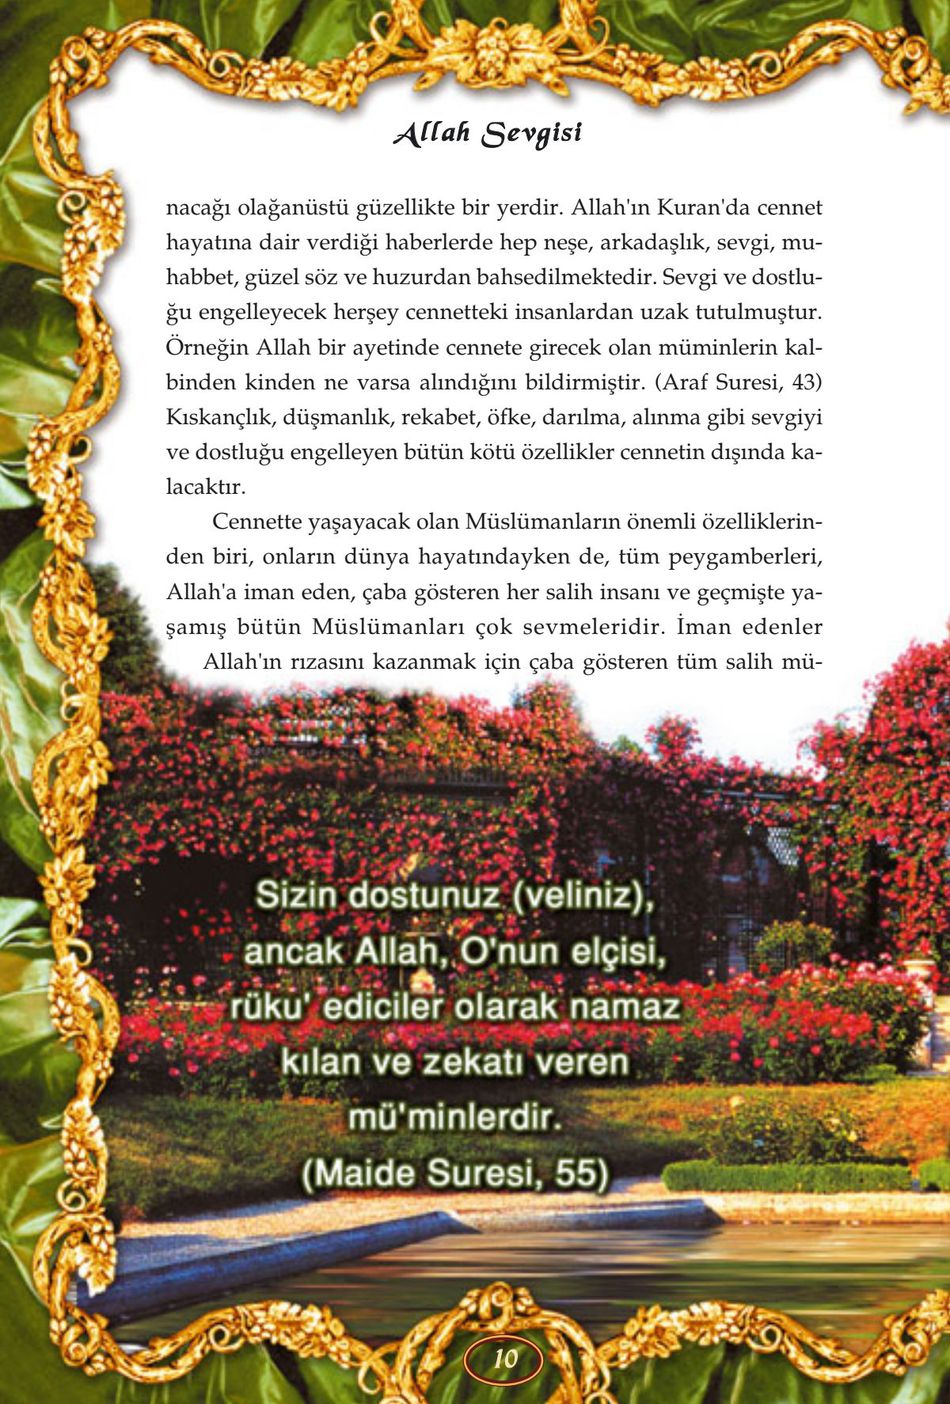 Allah Sevgisi
nacağı olağanüstü güzellikte bir yerdir. Allah'ın Kuran'da cennet
hayatına dair verdiği haberlerde hep neşe, arkadaşlık, sevgi, mu-
habbet, güzel söz ve huzurdan bahsedilmektedir. Sevgi ve dostlu-
ğu engelleyecek herşey cennetteki insanlardan uzak tutulmuştur.
Örneğin Allah bir ayetinde cennete girecek olan müminlerin kal-
binden kinden ne varsa alındığını bildirmiştir. (Araf Suresi, 43)
Kıskançlık, düşmanlık, rekabet, öfke, darılma, alınma gibi sevgiyi
ve dostluğu engelleyen bütün kötü özellikler cennetin dışında ka-
lacaktır.
Cennette yaşayacak olan Müslümanların önemli özelliklerin-
den biri, onların dünya hayatındayken de, tüm peygamberleri,
Allah'a iman eden, çaba gösteren her salih insanı ve geçmişte ya-
şamış bütün Müslümanları çok sevmeleridir. İman edenler
Allah'ın rızasını kazanmak için çaba gösteren tüm salih mü-
Sizin dostunuz (veliniz),
ancak Allah, O'nun elçisi,
rüku' ediciler olarak namaz
kılan ve zekatı veren
mü'minlerdir.
(Maide Suresi, 55)
10